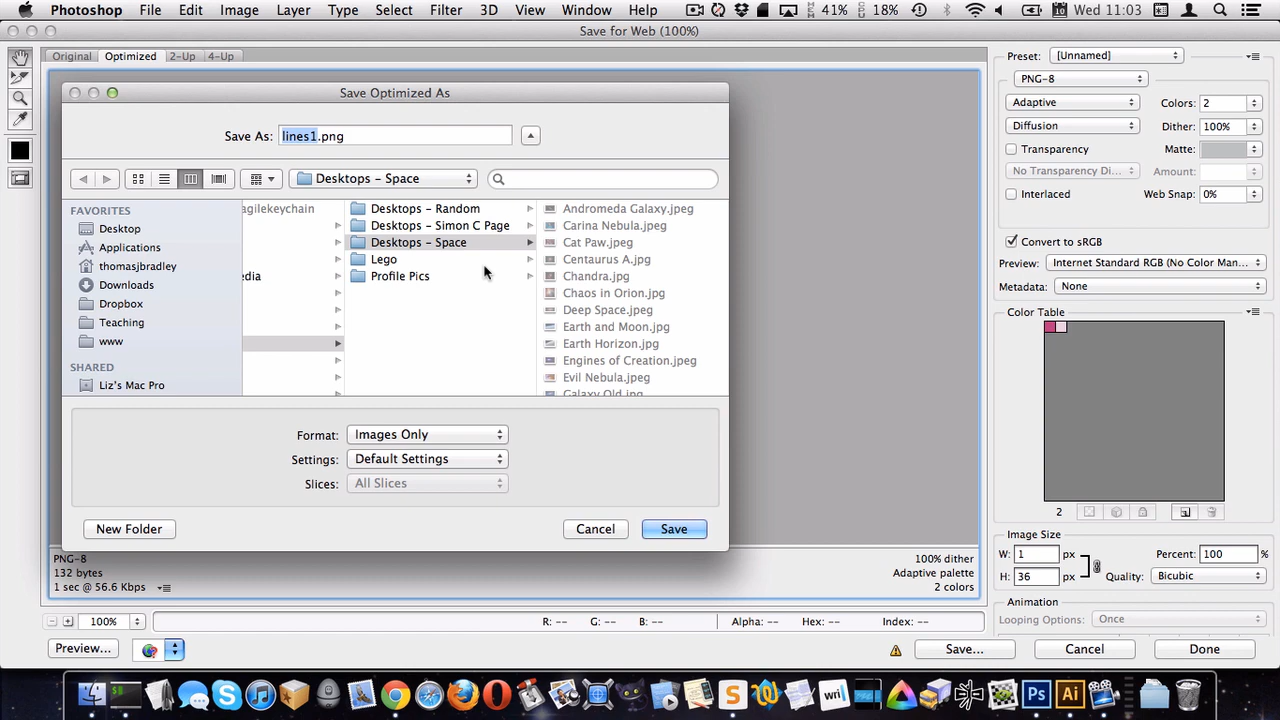 Photoshop File Edit Image Layer Type Select Filter 3D View Window Help 41% 18% Wed 11:03
Save for Web (100%)
Original Optimized 2-Up 4-Up
Preset: [Unnamed]
PNG-8
Adaptive Colors: 2
Diffusion Dither: 100%
Transparency Matte:
No Transparency Di... Amount:
Interlaced Web Snap: 0%
Convert to sRGB
Preview: Internet Standard RGB (No Color Man...
Metadata: None
Color Table
2
Image Size
W: 1 px Percent: 100 %
H: 36 px Quality: Bicubic
Animation
Looping Options: Once
Save Optimized As
Save As: lines1.png
Desktops – Space
FAVORITES
Desktop
Applications
thomasjbradley
Downloads
Dropbox
Teaching
www
SHARED
Liz's Mac Pro
agilekeychain
edia
Desktops – Random
Desktops – Simon C Page
Desktops – Space
Lego
Profile Pics
Andromeda Galaxy.jpeg
Carina Nebula.jpeg
Cat Paw.jpeg
Centaurus A.jpg
Chandra.jpg
Chaos in Orion.jpg
Deep Space.jpeg
Earth and Moon.jpg
Earth Horizon.jpg
Engines of Creation.jpeg
Evil Nebula.jpeg
Galaxy Old.jpg
Format: Images Only
Settings: Default Settings
Slices: All Slices
New Folder Cancel Save
PNG-8 100% dither
132 bytes Adaptive palette
1 sec @ 56.6 Kbps 2 colors
100% R: -- G: -- B: -- Alpha: -- Hex: -- Index: --
Preview... Save... Cancel Done
wri Ps Ai